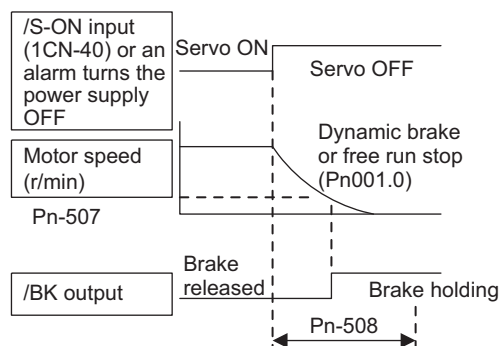 /S-ON input
(1CN-40) or an
alarm turns the
power supply
OFF
Servo ON
Servo OFF
Motor speed
(r/min)
Dynamic brake
or free run stop
(Pn001.0)
Pn-507
/BK output
Brake
released
Brake holding
Pn-508